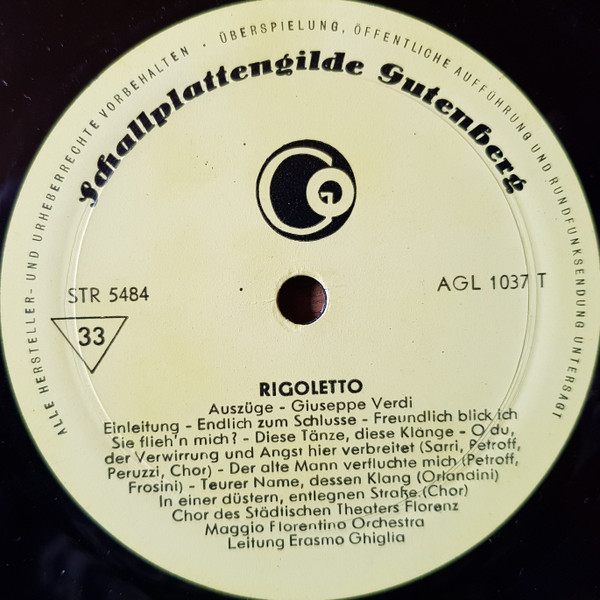 ALLE HERSTELLER- UND URHEBERRECHTE VORBEHALTEN · ÜBERSPIELUNG, ÖFFENTLICHE AUFFÜHRUNG UND RUNDFUNKSENDUNG UNTERSAGT
Schallplattengilde Gutenberg
G
STR 5484
AGL 1037 T
33
RIGOLETTO
Auszüge - Giuseppe Verdi
Einleitung - Endlich zum Schlusse - Freundlich blick ich
Sie flieh'n mich? - Diese Tänze, diese Klänge - O du,
der Verwirrung und Angst hier verbreitet (Sarri, Petroff,
Peruzzi, Chor) - Der alte Mann verfluchte mich (Petroff,
Frosini) - Teurer Name, dessen Klang (Orlandini)
In einer düstern, entlegnen Straße (Chor)
Chor des Städtischen Theaters Florenz
Maggio Florentino Orchestra
Leitung Erasmo Ghiglia